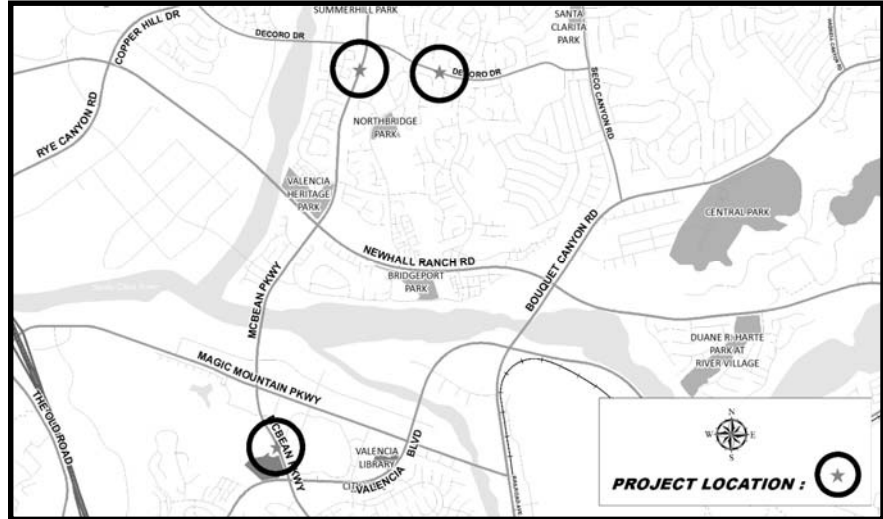 SUMMERHILL PARK
SANTA
CLARITA
PARK
COPPER HILL DR
DECORO DR
DECORO DR
RYE CANYON RD
NORTHBRIDGE
PARK
SECO CANYON RD
VALENCIA
HERITAGE
PARK
CENTRAL PARK
NEWHALL RANCH RD
BRIDGEPORT
PARK
BOUQUET CANYON RD
MCBEAN PKWY
DUANE R. HARTE
PARK AT
RIVER VILLAGE
MAGIC MOUNTAIN PKWY
THE OLD ROAD
MCBEAN PKWY
VALENCIA
LIBRARY
VALENCIA BLVD
N
W E
S
PROJECT LOCATION :